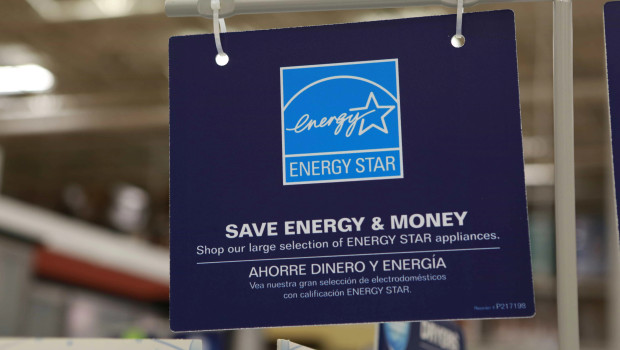 energy
ENERGY STAR
SAVE ENERGY & MONEY
Shop our large selection of ENERGY STAR appliances.
AHORRE DINERO Y ENERGÍA
Vea nuestra gran selección de electrodomésticos
con calificación ENERGY STAR.
P217198